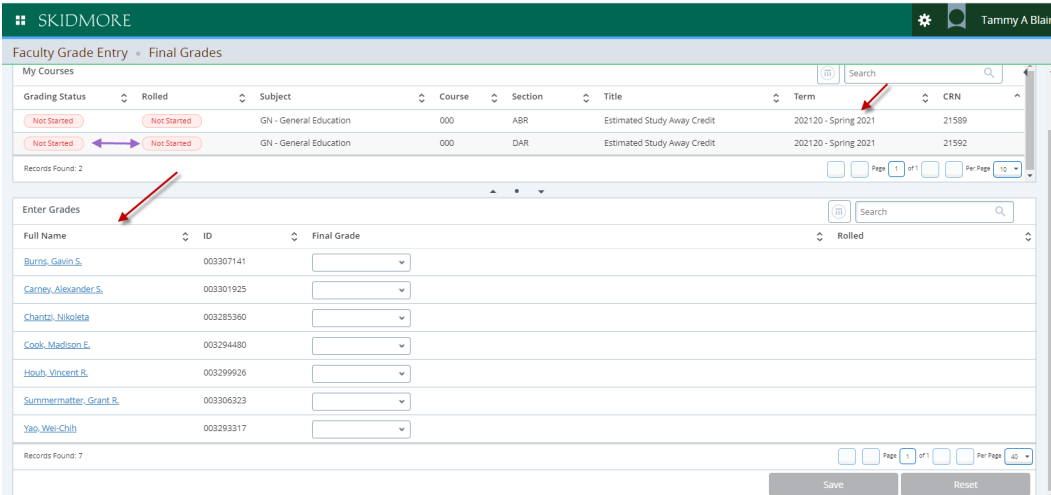 SKIDMORE Tammy A Blair
Faculty Grade Entry • Final Grades
My Courses Search
Grading Status Rolled Subject Course Section Title Term CRN
Not Started Not Started GN - General Education 000 ABR Estimated Study Away Credit 202120 - Spring 2021 21589
Not Started Not Started GN - General Education 000 DAR Estimated Study Away Credit 202120 - Spring 2021 21592
Records Found: 2 Page 1 of 1 Per Page 10
Enter Grades Search
Full Name ID Final Grade Rolled
Burns, Gavin S. 003307141
Carney, Alexander S. 003301925
Chantzi, Nikoleta 003285360
Cook, Madison E. 003294480
Houh, Vincent R. 003299926
Summermatter, Grant R. 003306323
Yao, Wei-Chih 003293317
Records Found: 7 Page 1 of 1 Per Page 40
Save Reset